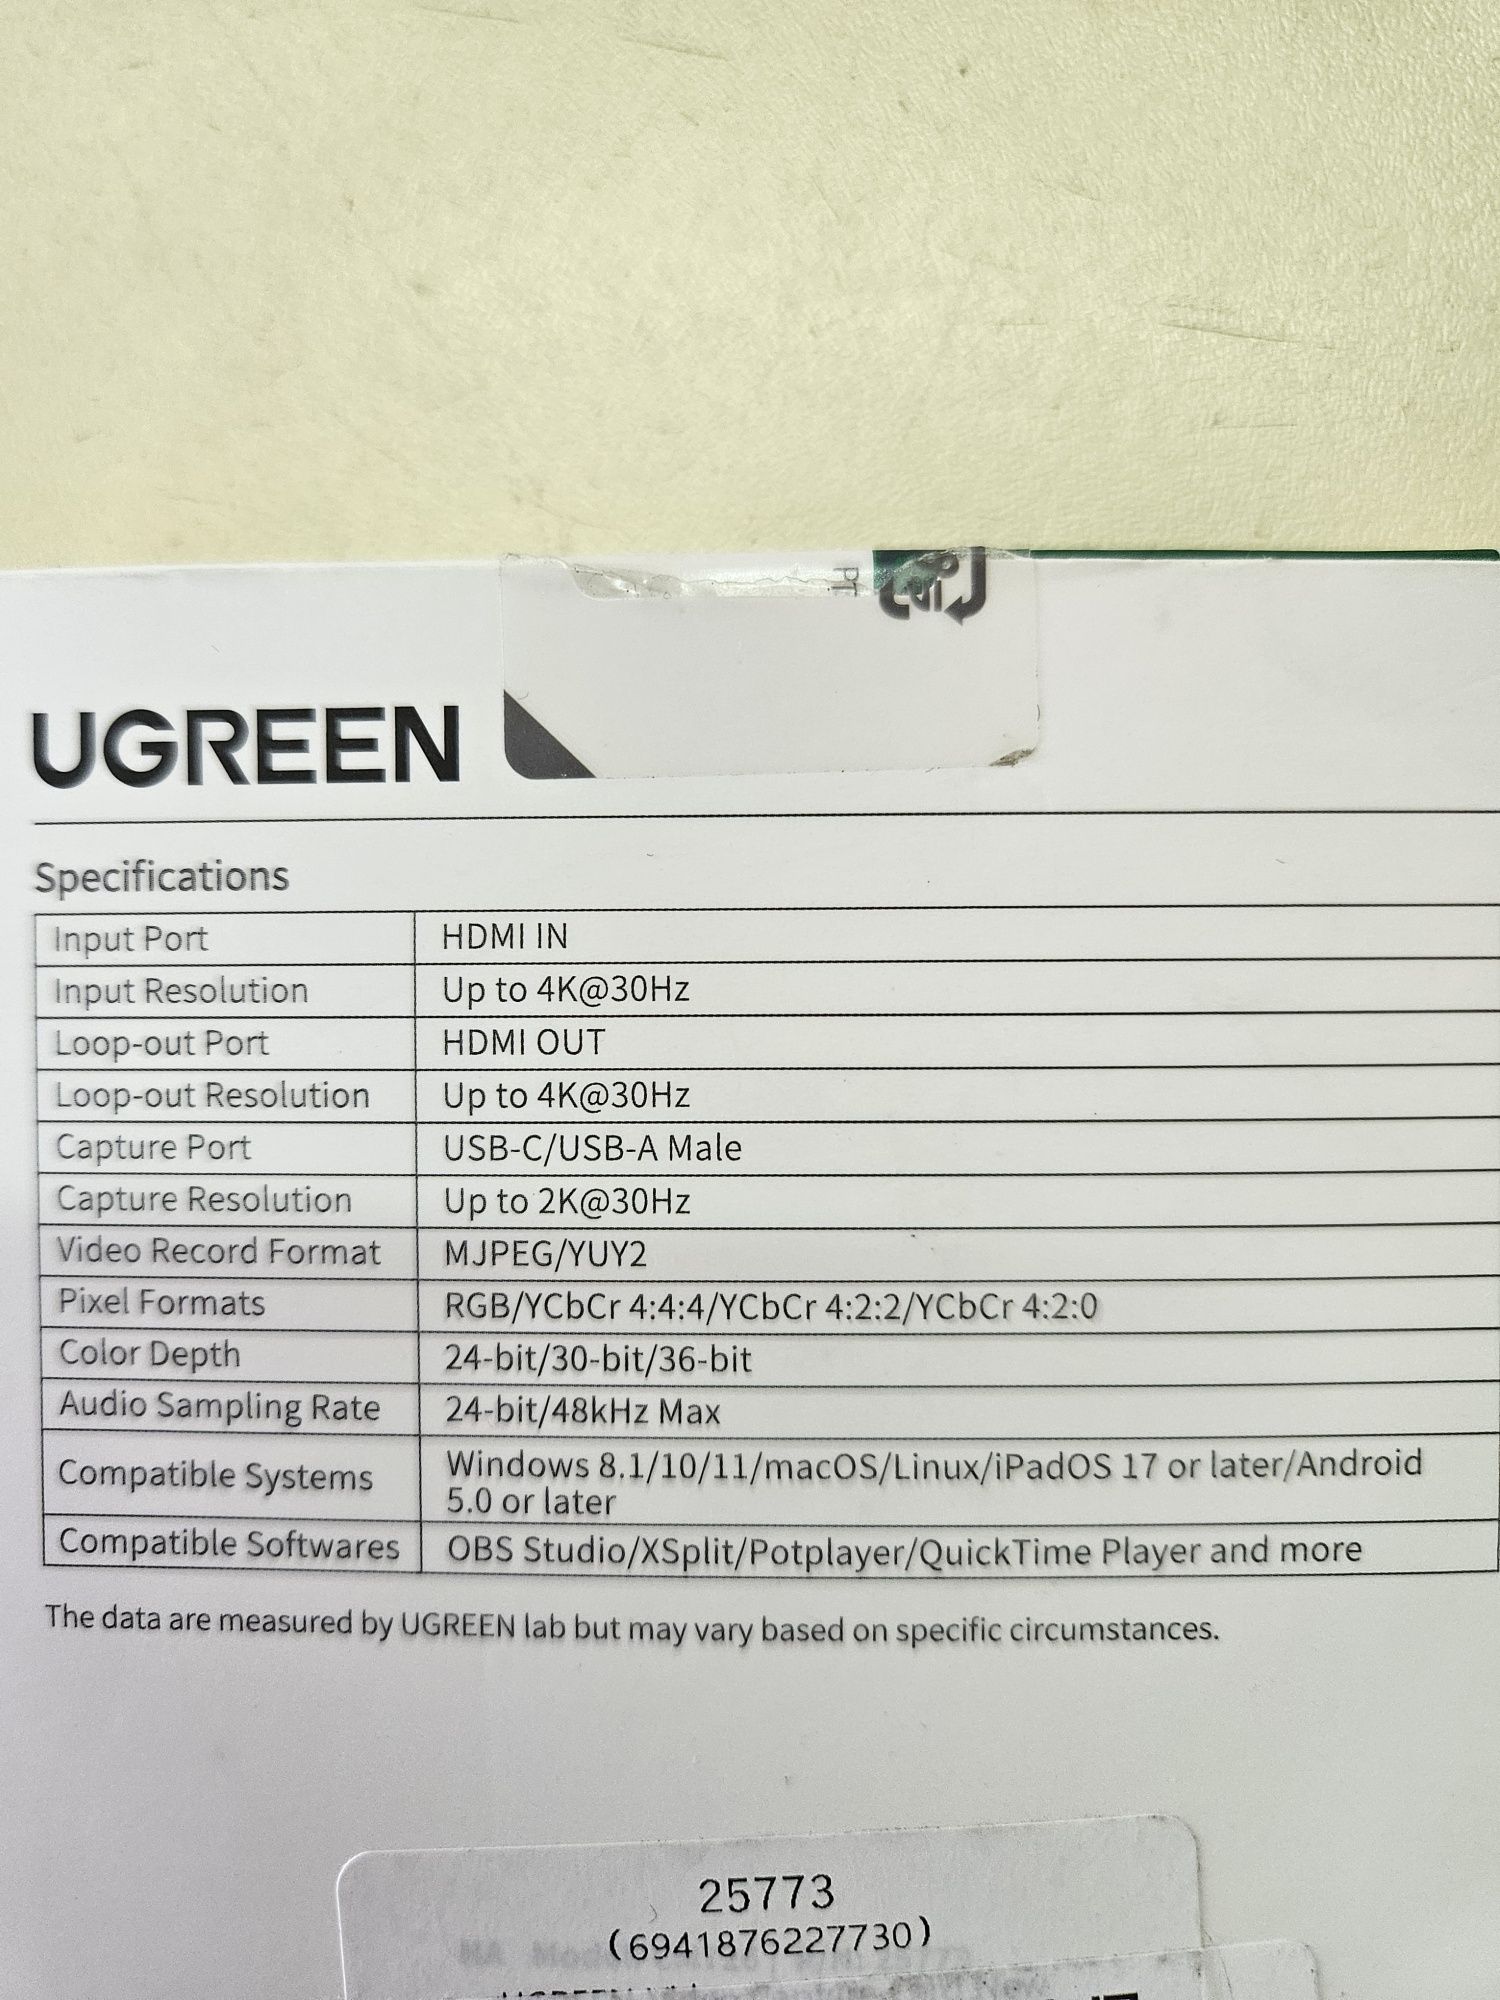 PT
UGREEN
Specifications
Input Port HDMI IN
Input Resolution Up to 4K@30Hz
Loop-out Port HDMI OUT
Loop-out Resolution Up to 4K@30Hz
Capture Port USB-C/USB-A Male
Capture Resolution Up to 2K@30Hz
Video Record Format MJPEG/YUY2
Pixel Formats RGB/YCbCr 4:4:4/YCbCr 4:2:2/YCbCr 4:2:0
Color Depth 24-bit/30-bit/36-bit
Audio Sampling Rate 24-bit/48kHz Max
Compatible Systems Windows 8.1/10/11/macOS/Linux/iPadOS 17 or later/Android
5.0 or later
Compatible Softwares OBS Studio/XSplit/Potplayer/QuickTime Player and more
The data are measured by UGREEN lab but may vary based on specific circumstances.
25773
(6941876227730)